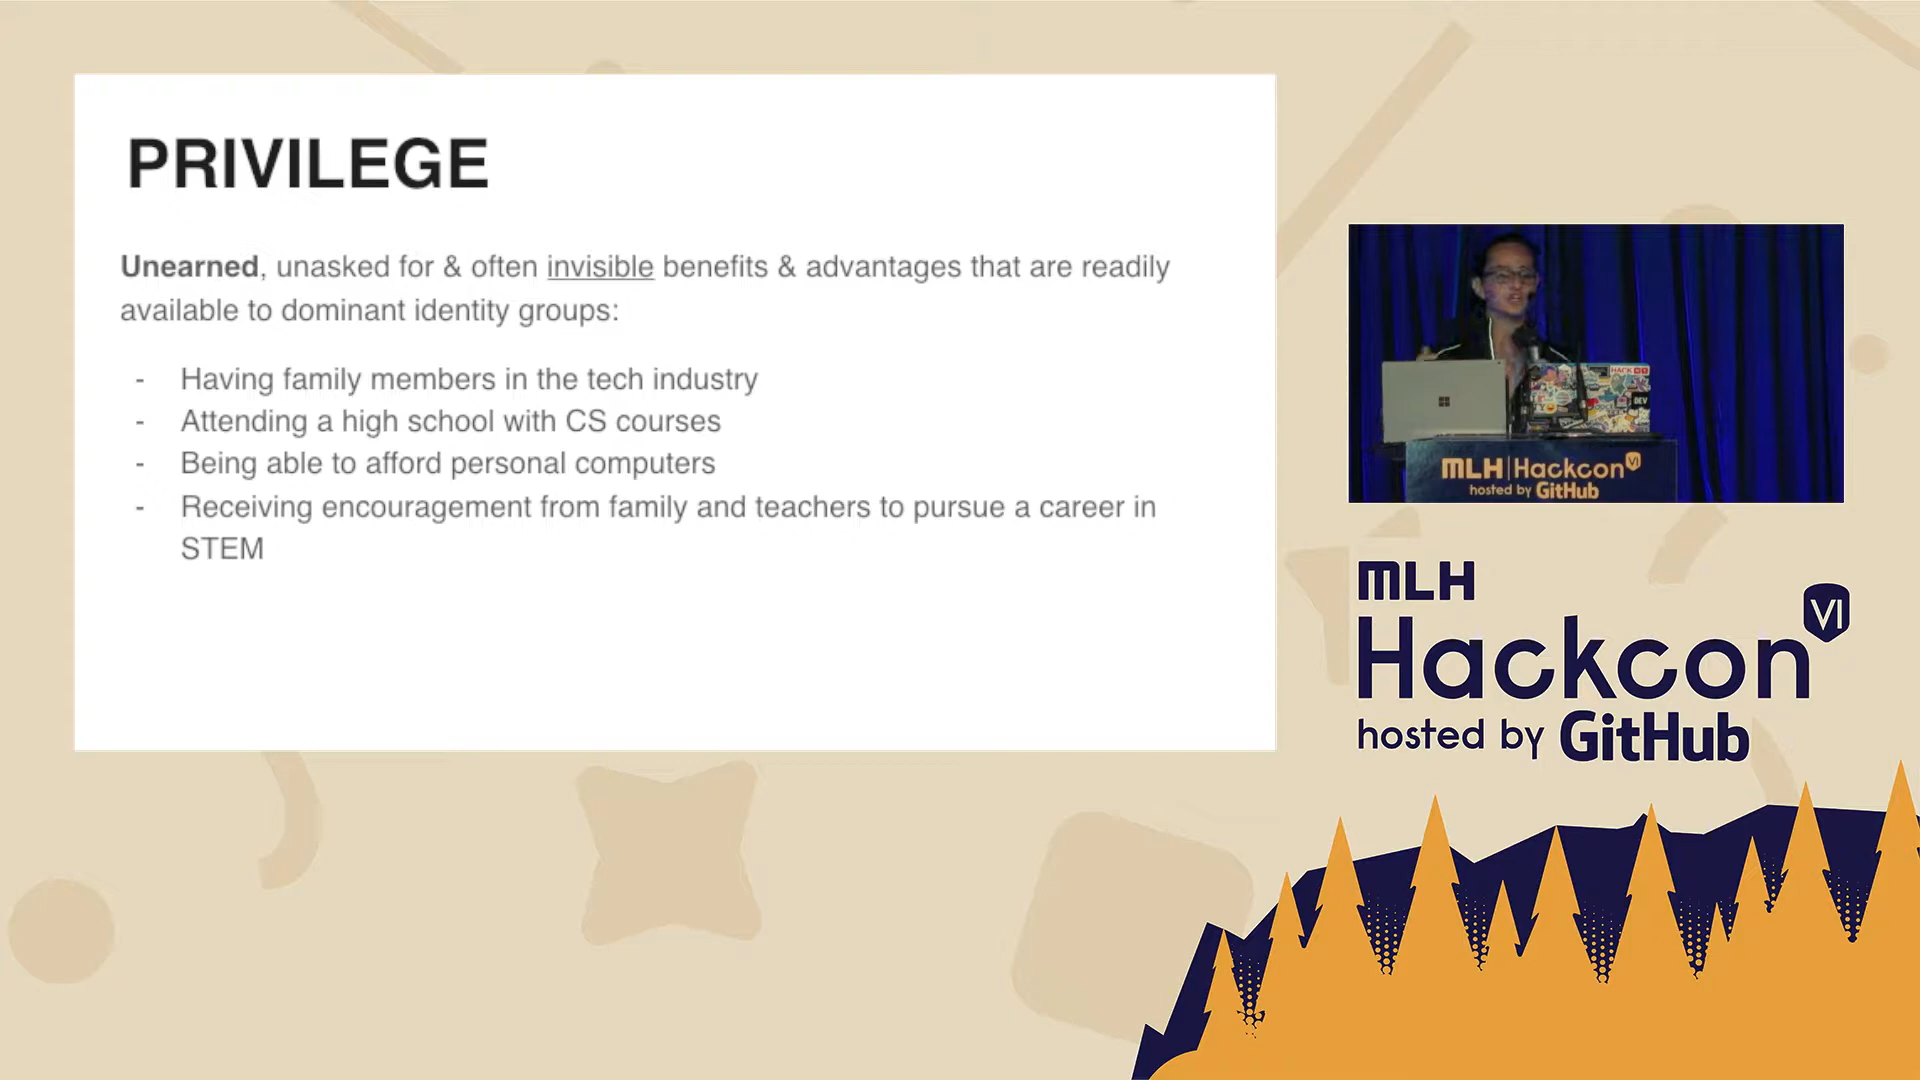 PRIVILEGE
Unearned, unasked for & often invisible benefits & advantages that are readily
available to dominant identity groups:
- Having family members in the tech industry
- Attending a high school with CS courses
- Being able to afford personal computers
- Receiving encouragement from family and teachers to pursue a career in
STEM
HACK
DEV
MLH Hackcon VI
hosted by GitHub
MLH
Hackcon VI
hosted by GitHub